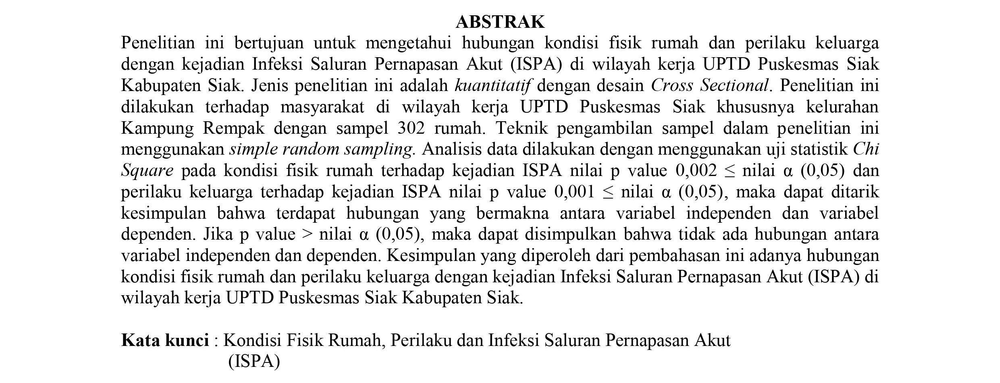 ABSTRAK
Penelitian ini bertujuan untuk mengetahui hubungan kondisi fisik rumah dan perilaku keluarga
dengan kejadian Infeksi Saluran Pernapasan Akut (ISPA) di wilayah kerja UPTD Puskesmas Siak
Kabupaten Siak. Jenis penelitian ini adalah kuantitatif dengan desain Cross Sectional. Penelitian ini
dilakukan terhadap masyarakat di wilayah kerja UPTD Puskesmas Siak khususnya kelurahan
Kampung Rempak dengan sampel 302 rumah. Teknik pengambilan sampel dalam penelitian ini
menggunakan simple random sampling. Analisis data dilakukan dengan menggunakan uji statistik Chi
Square pada kondisi fisik rumah terhadap kejadian ISPA nilai p value 0,002 ≤ nilai α (0,05) dan
perilaku keluarga terhadap kejadian ISPA nilai p value 0,001 ≤ nilai α (0,05), maka dapat ditarik
kesimpulan bahwa terdapat hubungan yang bermakna antara variabel independen dan variabel
dependen. Jika p value > nilai α (0,05), maka dapat disimpulkan bahwa tidak ada hubungan antara
variabel independen dan dependen. Kesimpulan yang diperoleh dari pembahasan ini adanya hubungan
kondisi fisik rumah dan perilaku keluarga dengan kejadian Infeksi Saluran Pernapasan Akut (ISPA) di
wilayah kerja UPTD Puskesmas Siak Kabupaten Siak.
Kata kunci : Kondisi Fisik Rumah, Perilaku dan Infeksi Saluran Pernapasan Akut
(ISPA)